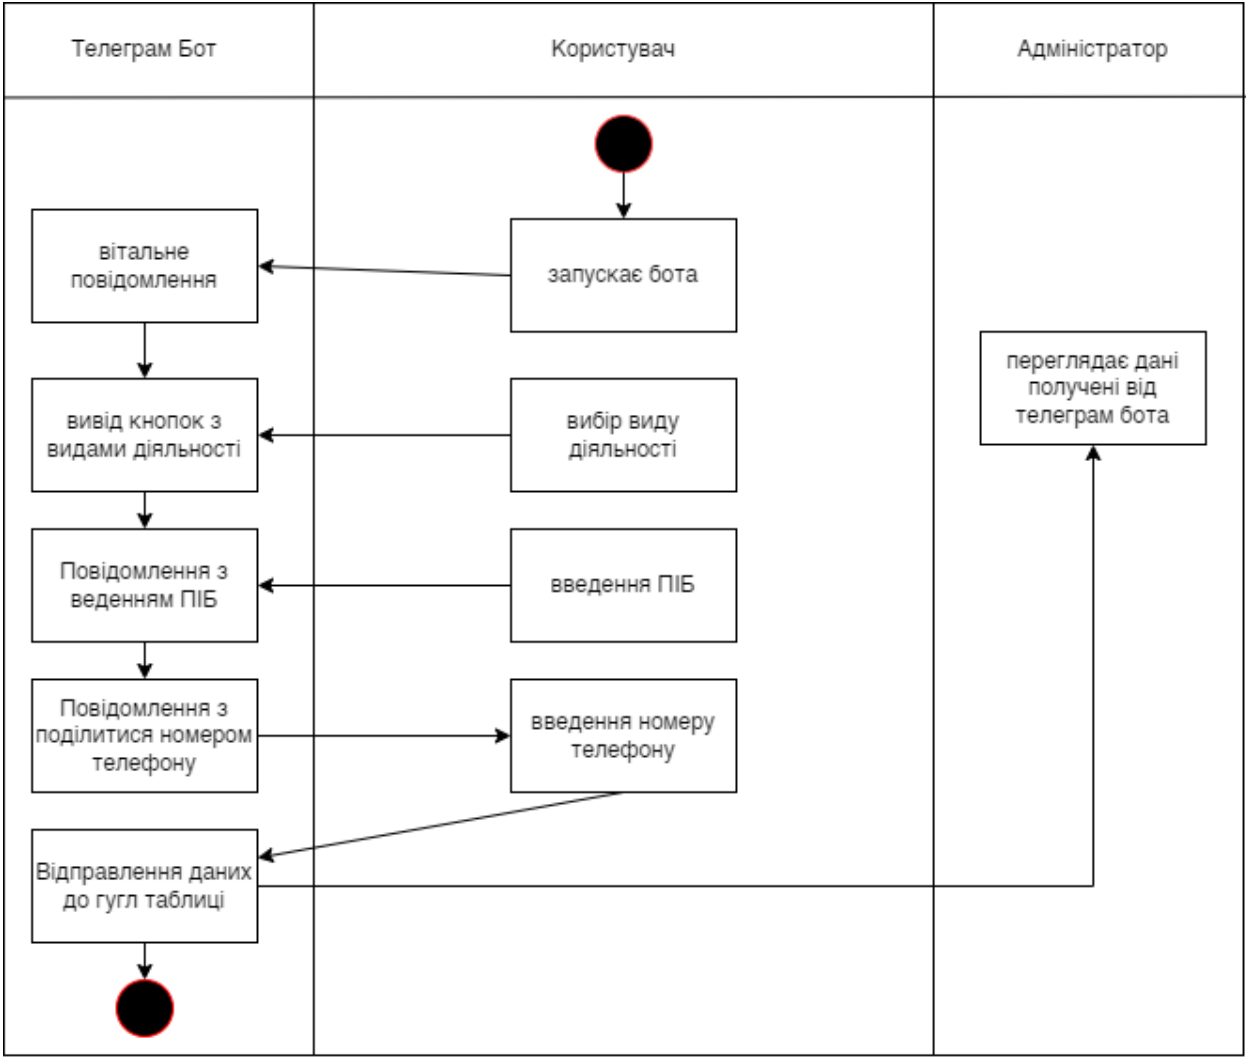 Телеграм Бот
Користувач
Адміністратор
вітальне
повідомлення
запускає бота
переглядає дані
получені від
телеграм бота
вивід кнопок з
видами діяльності
вибір виду
діяльності
Повідомлення з
веденням ПІБ
введення ПІБ
Повідомлення з
поділитися номером
телефону
введення номеру
телефону
Відправлення даних
до гугл таблиці